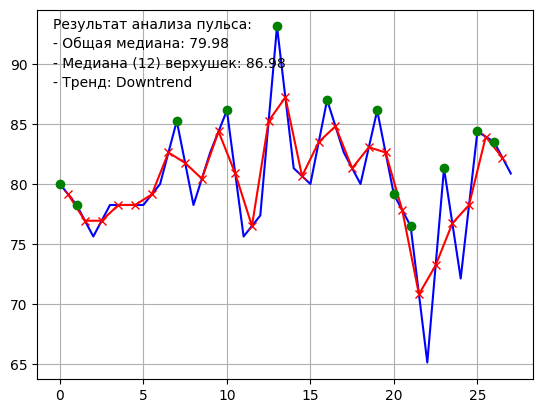 Результат анализа пульса:
- Общая медиана: 79.98
- Медиана (12) верхушек: 86.98
- Тренд: Downtrend
90
85
80
75
70
65
0 5 10 15 20 25